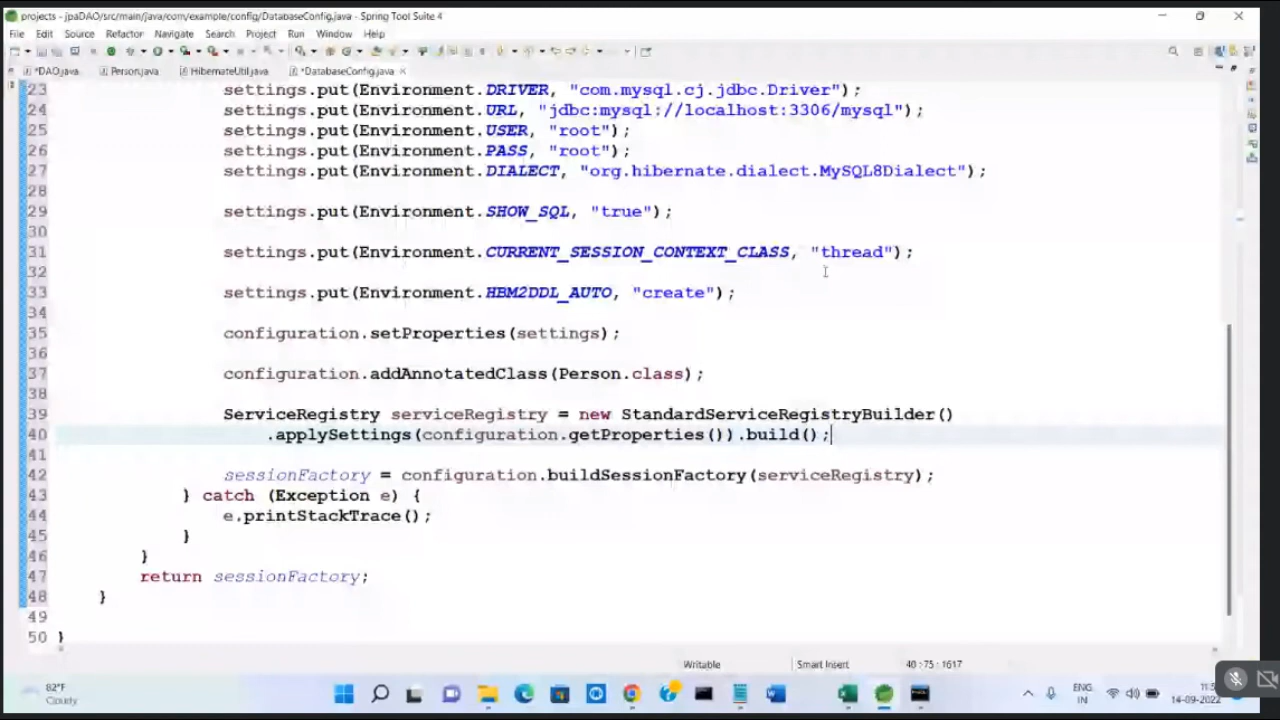 projects - jpaDAO/src/main/java/com/example/config/DatabaseConfig.java - Spring Tool Suite 4
File Edit Source Refactor Navigate Search Project Run Window Help
*DAO.java Person.java HibernateUtil.java *DatabaseConfig.java
23 settings.put(Environment.DRIVER, "com.mysql.cj.jdbc.Driver");
24 settings.put(Environment.URL, "jdbc:mysql://localhost:3306/mysql");
25 settings.put(Environment.USER, "root");
26 settings.put(Environment.PASS, "root");
27 settings.put(Environment.DIALECT, "org.hibernate.dialect.MySQL8Dialect");
28
29 settings.put(Environment.SHOW_SQL, "true");
30
31 settings.put(Environment.CURRENT_SESSION_CONTEXT_CLASS, "thread");
32
33 settings.put(Environment.HBM2DDL_AUTO, "create");
34
35 configuration.setProperties(settings);
36
37 configuration.addAnnotatedClass(Person.class);
38
39 ServiceRegistry serviceRegistry = new StandardServiceRegistryBuilder()
40 .applySettings(configuration.getProperties()).build();
41
42 sessionFactory = configuration.buildSessionFactory(serviceRegistry);
43 } catch (Exception e) {
44 e.printStackTrace();
45 }
46 }
47 return sessionFactory;
48 }
49
50 }
Writable Smart Insert 40:75:1617
82°F
Cloudy
ENG
IN
14-09-2022